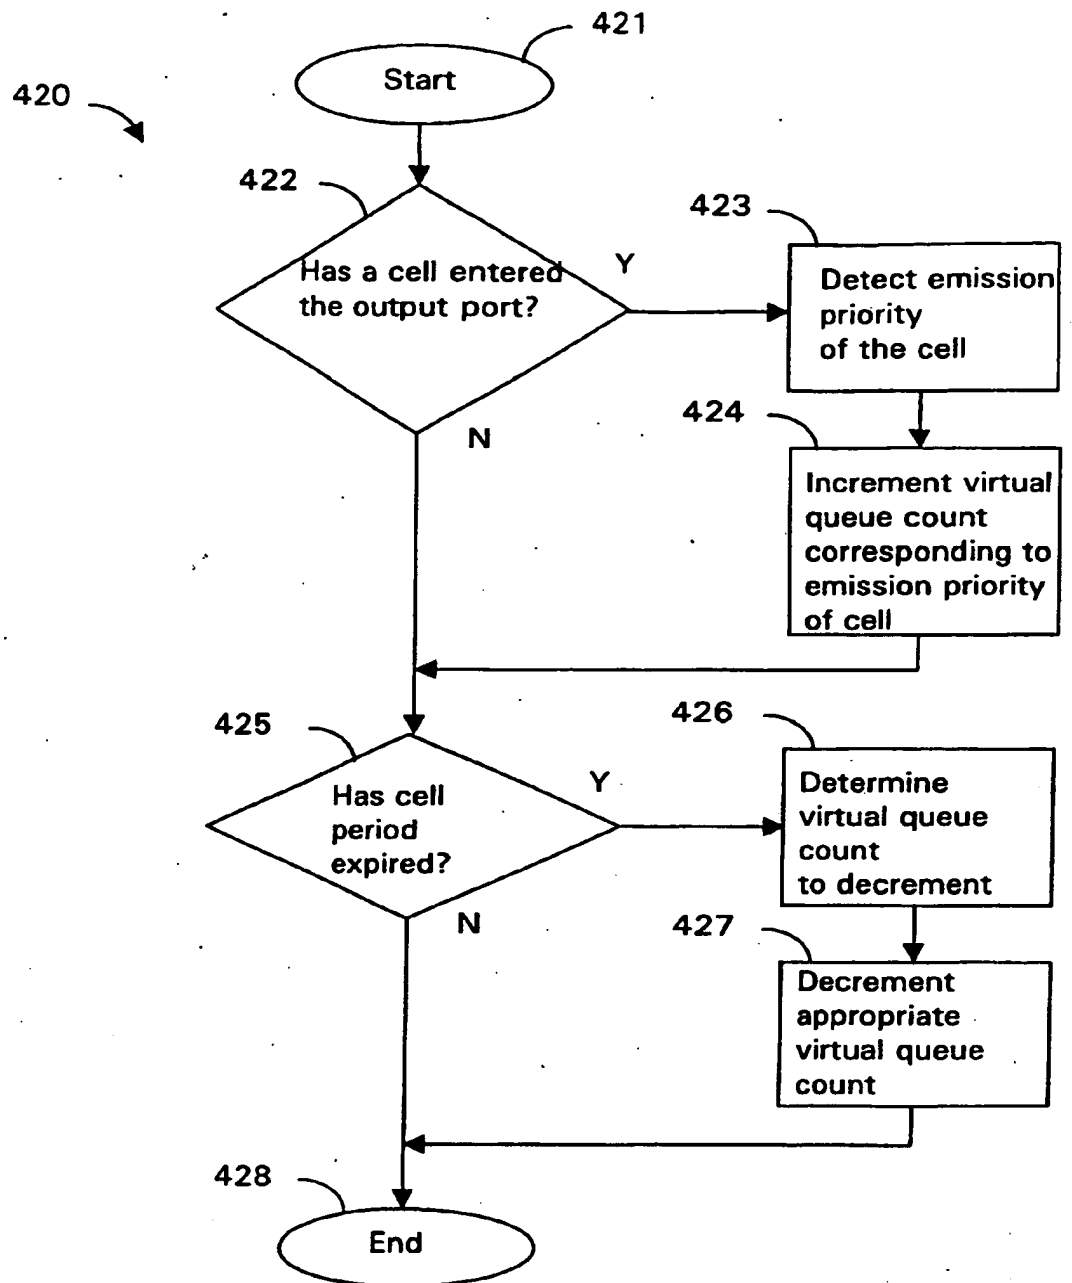 421
Start
420
422
Has a cell entered
the output port?
Y
423
Detect emission
priority
of the cell
N
424
Increment virtual
queue count
corresponding to
emission priority
of cell
425
Has cell
period
expired?
Y
426
Determine
virtual queue
count
to decrement
N
427
Decrement
appropriate
virtual queue
count
428
End